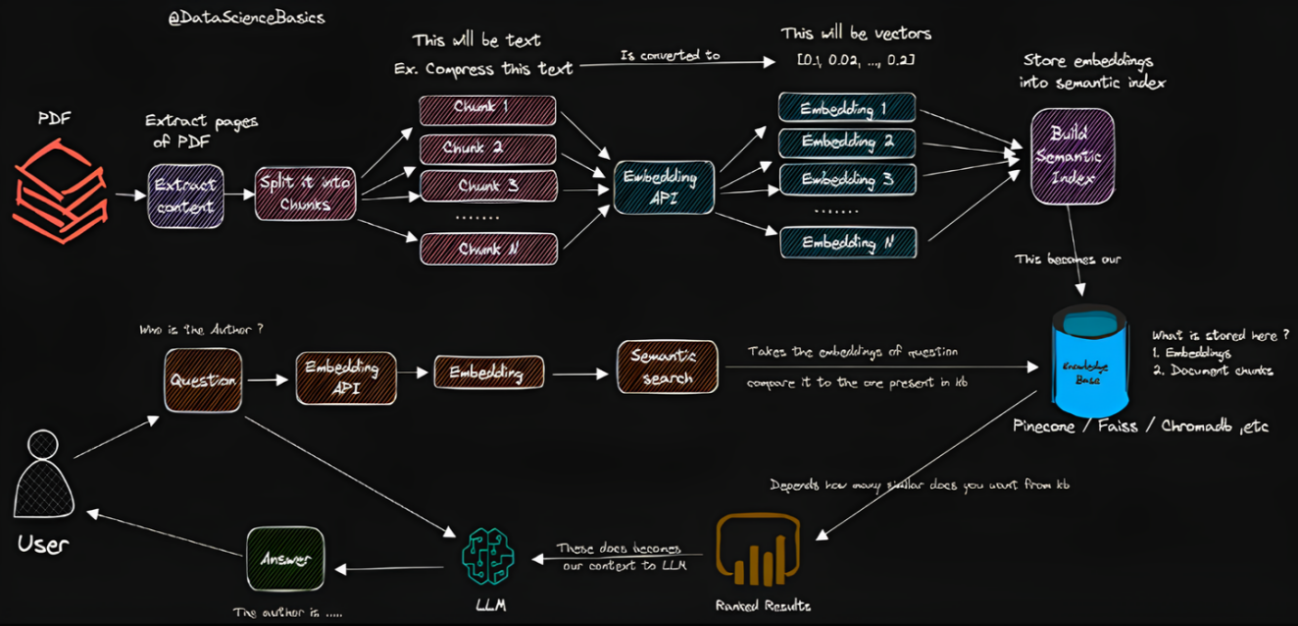 @DataScienceBasics
This will be text
Ex. Compress this text
Is converted to
This will be vectors
[0.1, 0.02, ..., 0.2]
Store embeddings
into semantic index
PDF
Extract pages
of PDF
Extract
content
Split it into
Chunks
Chunk 1
Chunk 2
Chunk 3
.......
Chunk N
Embedding
API
Embedding 1
Embedding 2
Embedding 3
.......
Embedding N
Build
Semantic
Index
This becomes our
Who is the Author ?
Question
Embedding
API
Embedding
Semantic
search
Takes the embeddings of question
compare it to the one present in kb
Knowledge
Base
What is stored here ?
1. Embeddings
2. Document chunks
Pinecone / Faiss / Chromadb ,etc
Depends how many similar docs you want from kb
User
Answer
The author is .....
LLM
These docs becomes
our context to LLM
Ranked Results